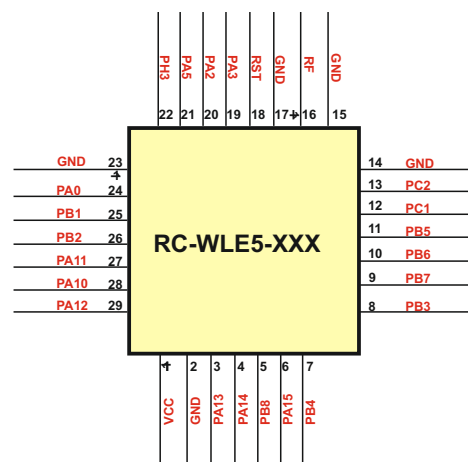 PH3 PA5 PA2 PA3 RST GND RF GND
22 21 20 19 18 17 16 15
GND 23
PA0 24
PB1 25
PB2 26
PA11 27
PA10 28
PA12 29
RC-WLE5-XXX
14 GND
13 PC2
12 PC1
11 PB5
10 PB6
9 PB7
8 PB3
1 2 3 4 5 6 7
VCC GND PA13 PA14 PB8 PA15 PB4